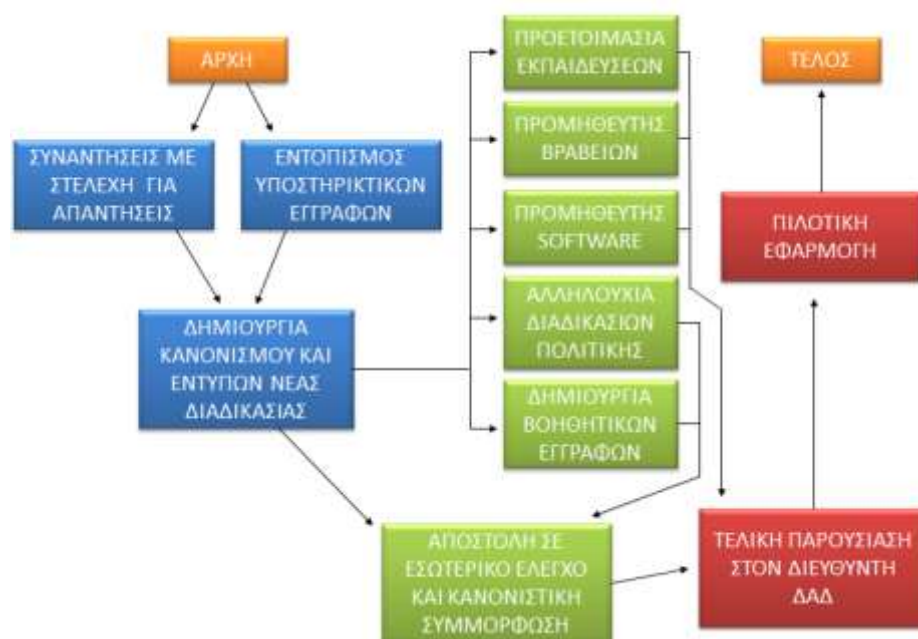 ΑΡΧΗ
ΣΥΝΑΝΤΗΣΕΙΣ ΜΕ
ΣΤΕΛΕΧΗ ΓΙΑ
ΑΠΑΝΤΗΣΕΙΣ
ΕΝΤΟΠΙΣΜΟΣ
ΥΠΟΣΤΗΡΙΚΤΙΚΩΝ
ΕΓΓΡΑΦΩΝ
ΔΗΜΙΟΥΡΓΙΑ
ΚΑΝΟΝΙΣΜΟΥ ΚΑΙ
ΕΝΤΥΠΩΝ ΝΕΑΣ
ΔΙΑΔΙΚΑΣΙΑΣ
ΠΡΟΕΤΟΙΜΑΣΙΑ
ΕΚΠΑΙΔΕΥΣΕΩΝ
ΠΡΟΜΗΘΕΥΤΗΣ
ΒΡΑΒΕΙΩΝ
ΠΡΟΜΗΘΕΥΤΗΣ
SOFTWARE
ΑΛΛΗΛΟΥΧΙΑ
ΔΙΑΔΙΚΑΣΙΩΝ
ΠΟΛΙΤΙΚΗΣ
ΔΗΜΙΟΥΡΓΙΑ
ΒΟΗΘΗΤΙΚΩΝ
ΕΓΓΡΑΦΩΝ
ΑΠΟΣΤΟΛΗ ΣΕ
ΕΣΩΤΕΡΙΚΟ ΕΛΕΓΧΟ
ΚΑΙ ΚΑΝΟΝΙΣΤΙΚΗ
ΣΥΜΜΟΡΦΩΣΗ
ΤΕΛΙΚΗ ΠΑΡΟΥΣΙΑΣΗ
ΣΤΟΝ ΔΙΕΥΘΥΝΤΗ
ΔΑΔ
ΠΙΛΟΤΙΚΗ
ΕΦΑΡΜΟΓΗ
ΤΕΛΟΣ